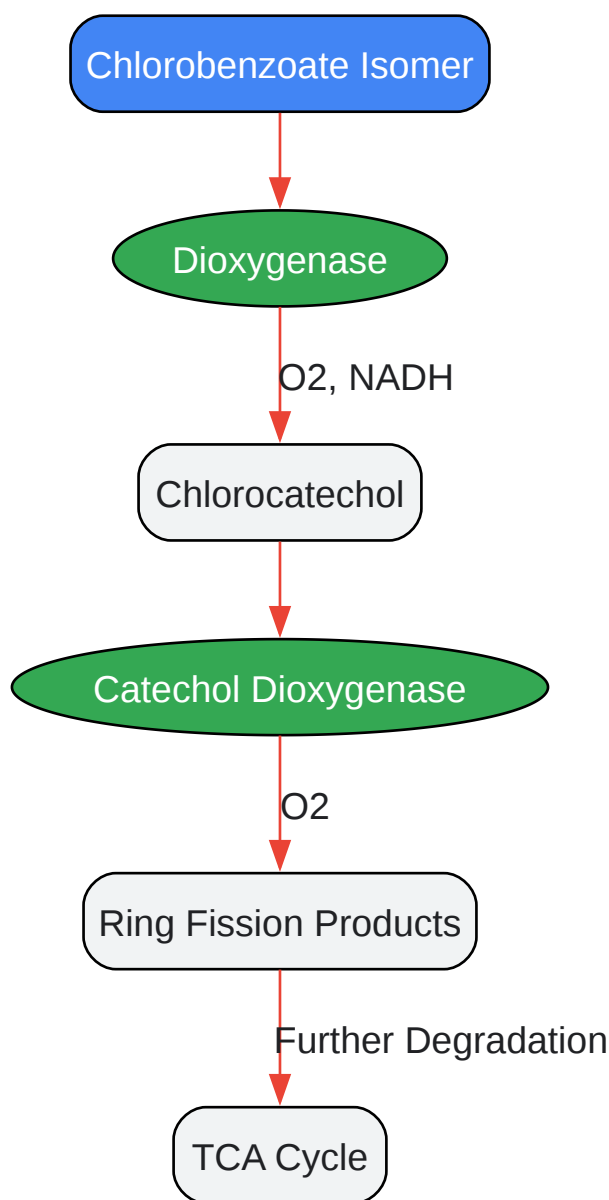 Chlorobenzoate Isomer
Dioxygenase
O2, NADH
Chlorocatechol
Catechol Dioxygenase
O2
Ring Fission Products
Further Degradation
TCA Cycle